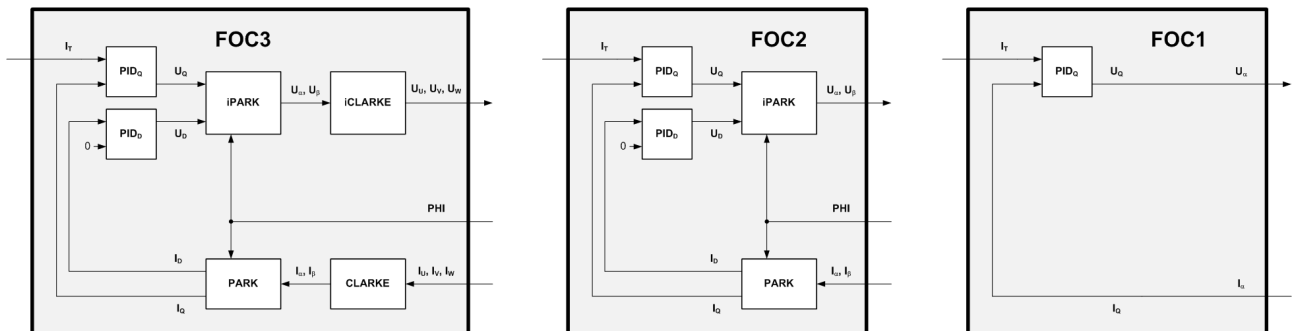 FOC3
I_T
PID_Q
U_Q
iPARK
U_α, U_β
iCLARKE
U_U, U_V, U_W
PID_D
U_D
0
PHI
I_D
PARK
I_α, I_β
CLARKE
I_U, I_V, I_W
I_Q
FOC2
I_T
PID_Q
U_Q
iPARK
U_α, U_β
PID_D
U_D
0
PHI
I_D
PARK
I_α, I_β
I_Q
FOC1
I_T
PID_Q
U_Q
U_α
I_α
I_Q